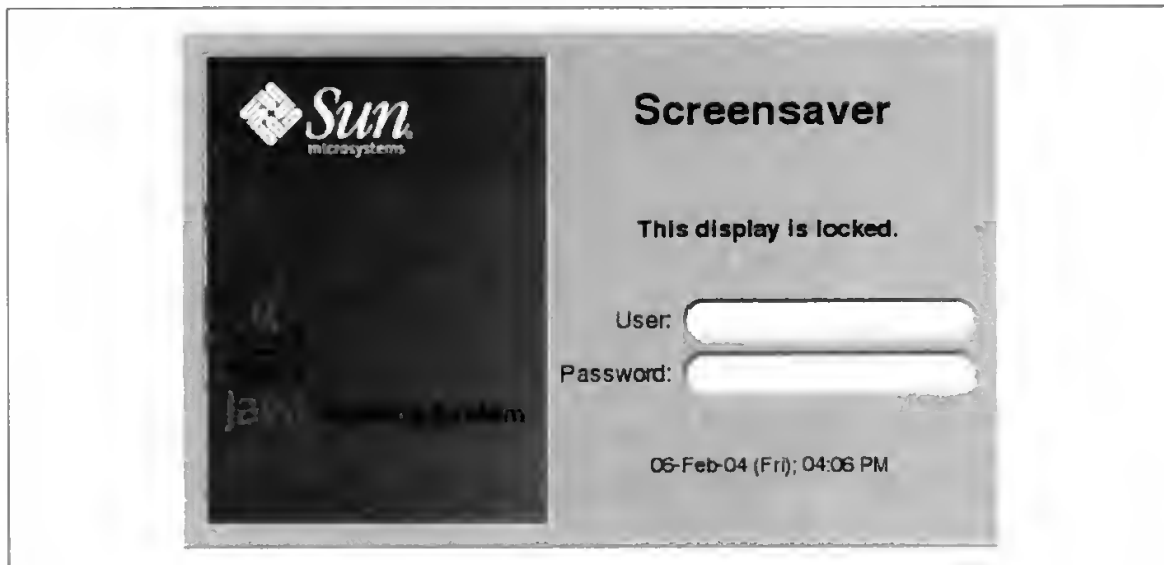 Sun
microsystems
Screensaver
This display is locked.
User:
Password:
06-Feb-04 (Fri); 04:06 PM